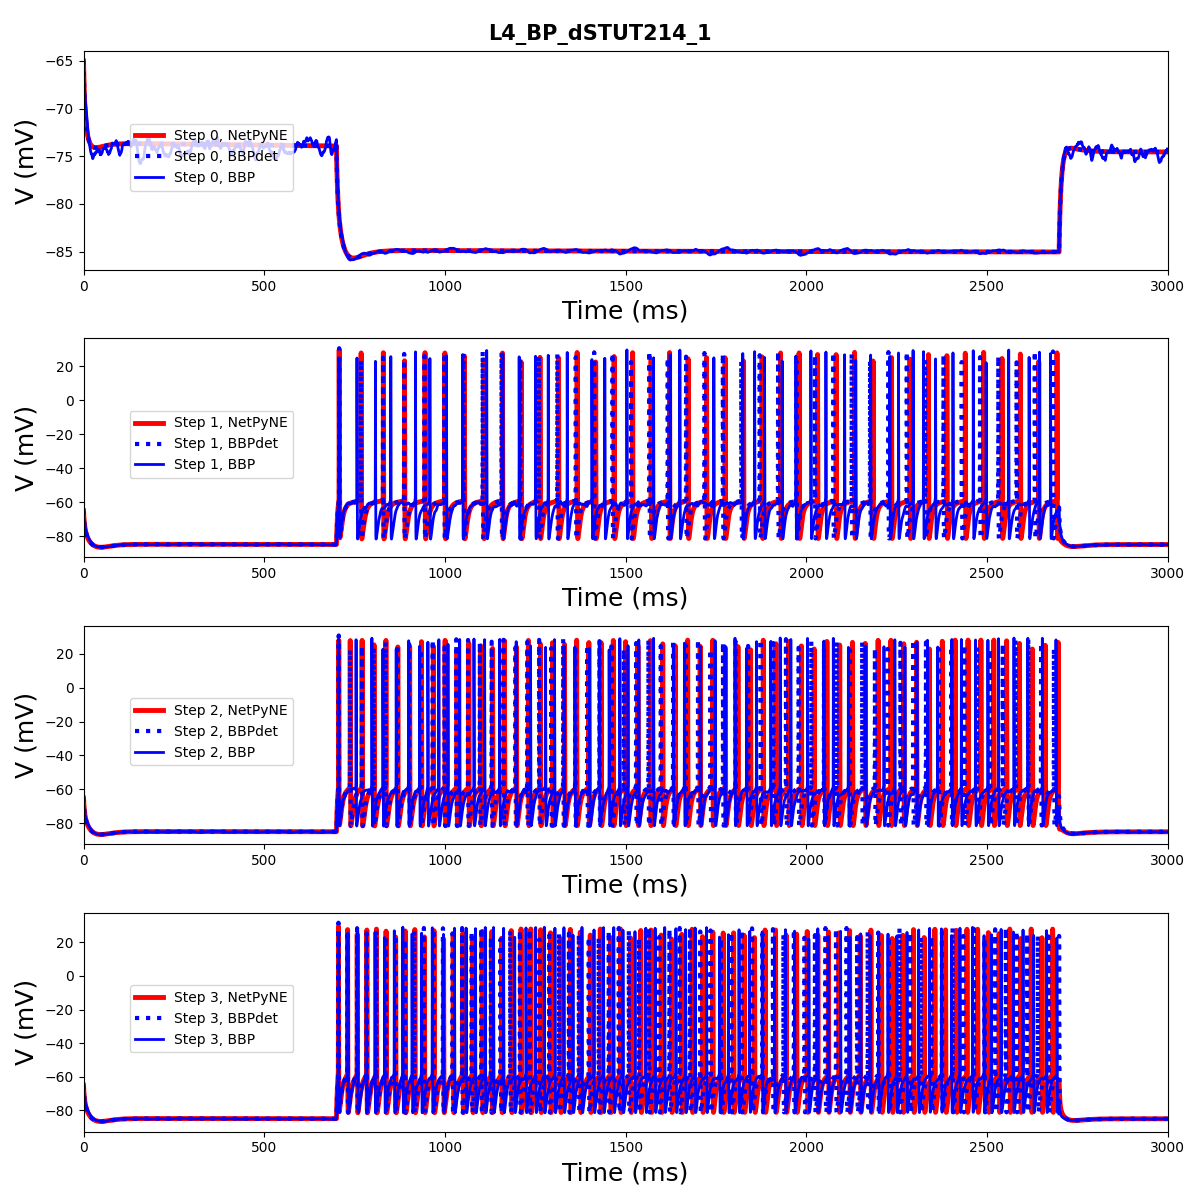 L4_BP_dSTUT214_1
−65
−70
−75
−80
−85
V (mV)
Step 0, NetPyNE
Step 0, BBPdet
Step 0, BBP
0 500 1000 1500 2000 2500 3000
Time (ms)
20
0
−20
−40
−60
−80
V (mV)
Step 1, NetPyNE
Step 1, BBPdet
Step 1, BBP
0 500 1000 1500 2000 2500 3000
Time (ms)
20
0
−20
−40
−60
−80
V (mV)
Step 2, NetPyNE
Step 2, BBPdet
Step 2, BBP
0 500 1000 1500 2000 2500 3000
Time (ms)
20
0
−20
−40
−60
−80
V (mV)
Step 3, NetPyNE
Step 3, BBPdet
Step 3, BBP
0 500 1000 1500 2000 2500 3000
Time (ms)